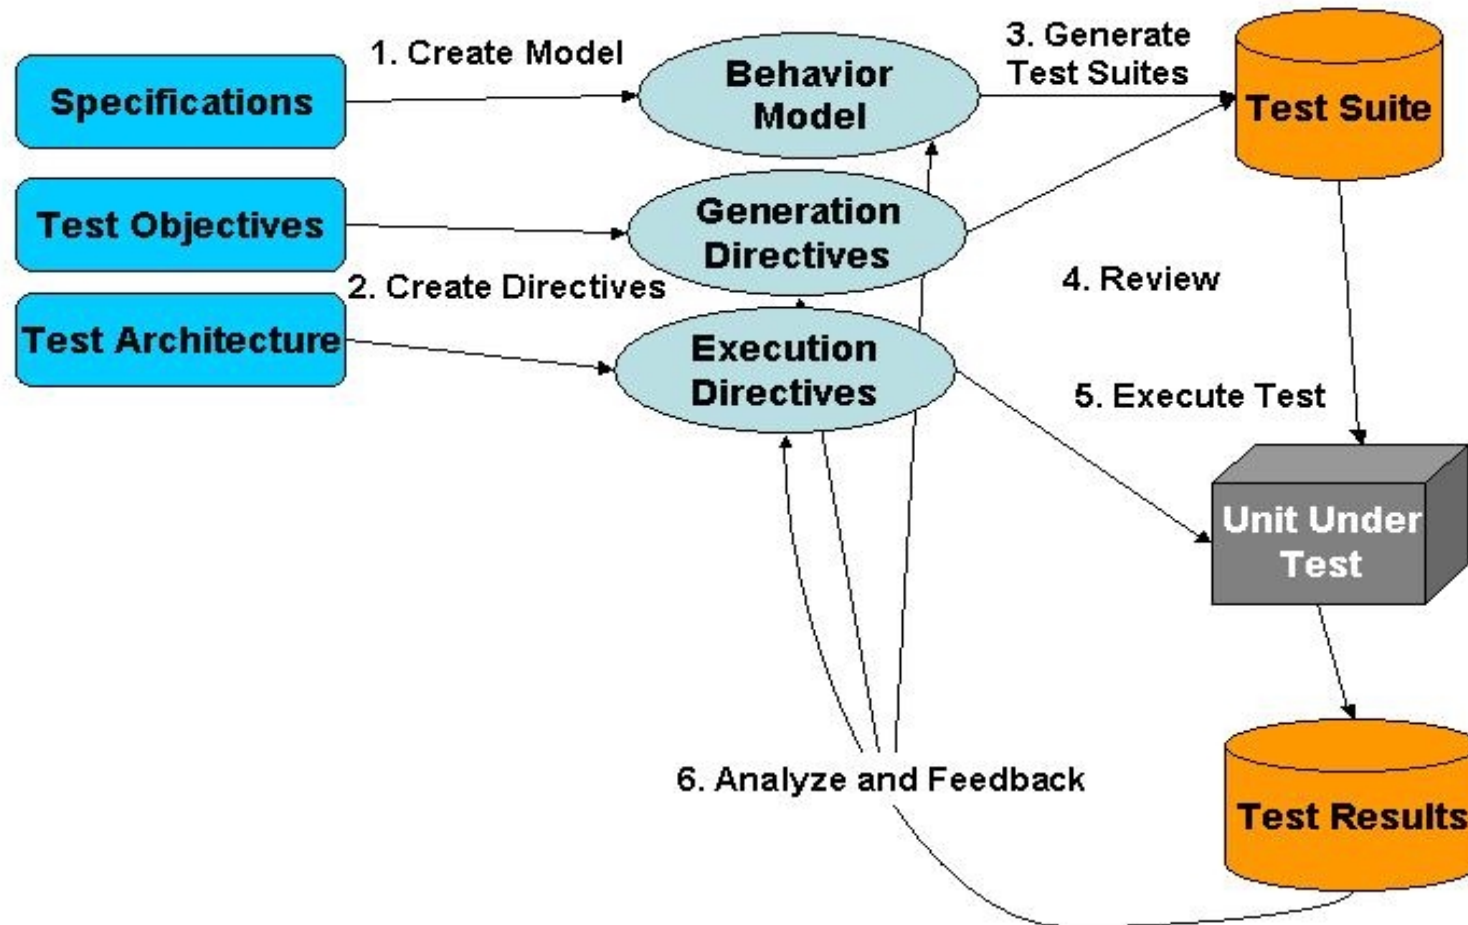 1. Create Model
Specifications
Behavior
Model
3. Generate
Test Suites
Test Suite
Test Objectives
Generation
Directives
2. Create Directives
4. Review
Test Architecture
Execution
Directives
5. Execute Test
Unit Under
Test
6. Analyze and Feedback
Test Results